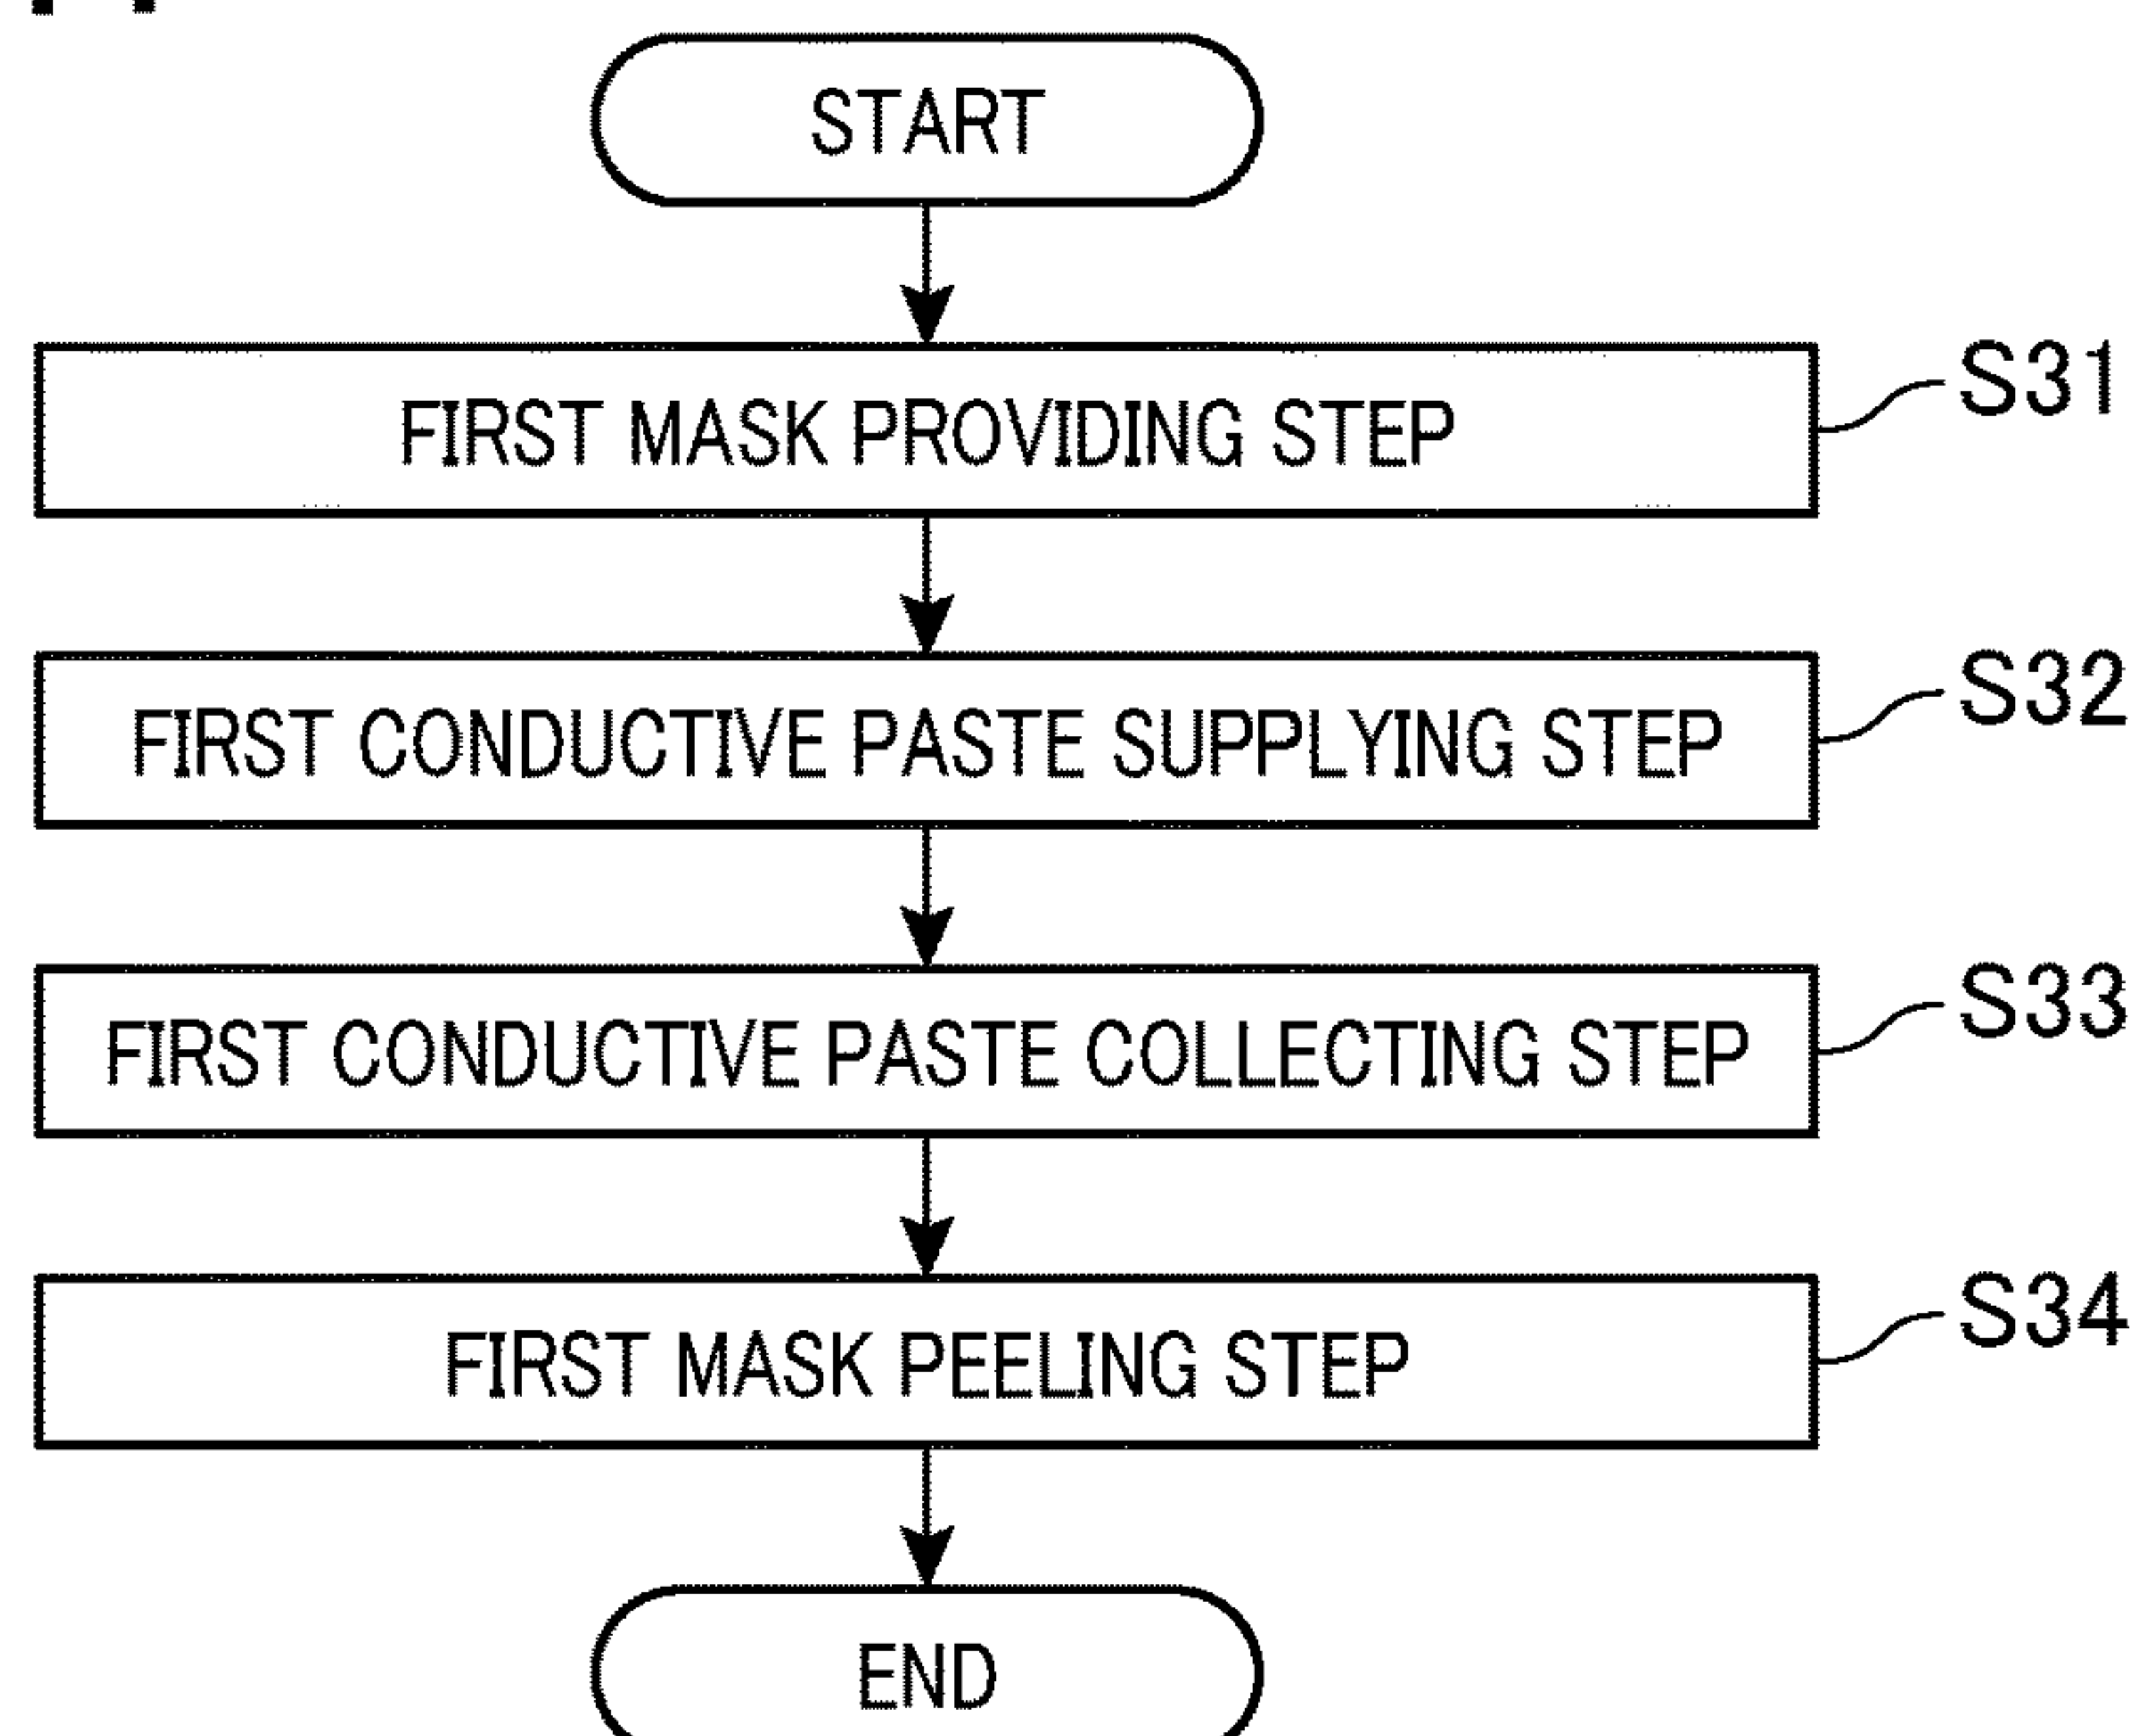 START
FIRST MASK PROVIDING STEP
S31
FIRST CONDUCTIVE PASTE SUPPLYING STEP
S32
FIRST CONDUCTIVE PASTE COLLECTING STEP
S33
FIRST MASK PEELING STEP
S34
END